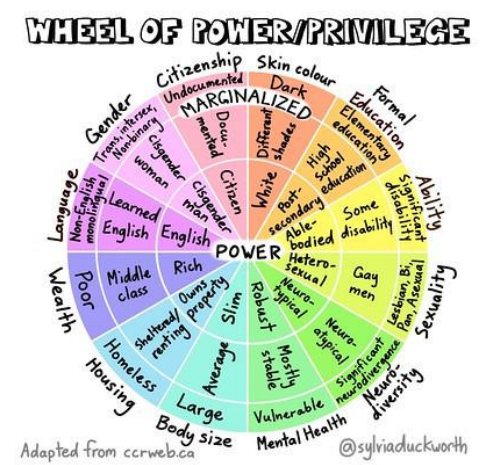 WHEEL OF POWER/PRIVILEGE
Citizenship
Undocumented
Docu-
mented
Citizen
Skin colour
Dark
Different
shades
White
Formal
Education
Elementary
education
High
School
education
Post-
secondary
Ability
Significant
disability
Some
disability
Able-
bodied
Sexuality
Lesbian, Bi,
Pan, Asexual
Gay
men
Hetero-
sexual
Neuro-
diversity
Significant
neurodivergence
Neuro-
atypical
Neuro-
typical
Mental Health
Vulnerable
Mostly
stable
Robust
Body size
Large
Average
Slim
Housing
Homeless
Sheltered/
renting
Owns
property
Wealth
Poor
Middle
class
Rich
Language
Non-English
monolingual
Learned
English
English
Gender
Trans, intersex,
Nonbinary
Cisgender
woman
Cisgender
man
MARGINALIZED
POWER
Adapted from ccrweb.ca
@sylviaduckworth